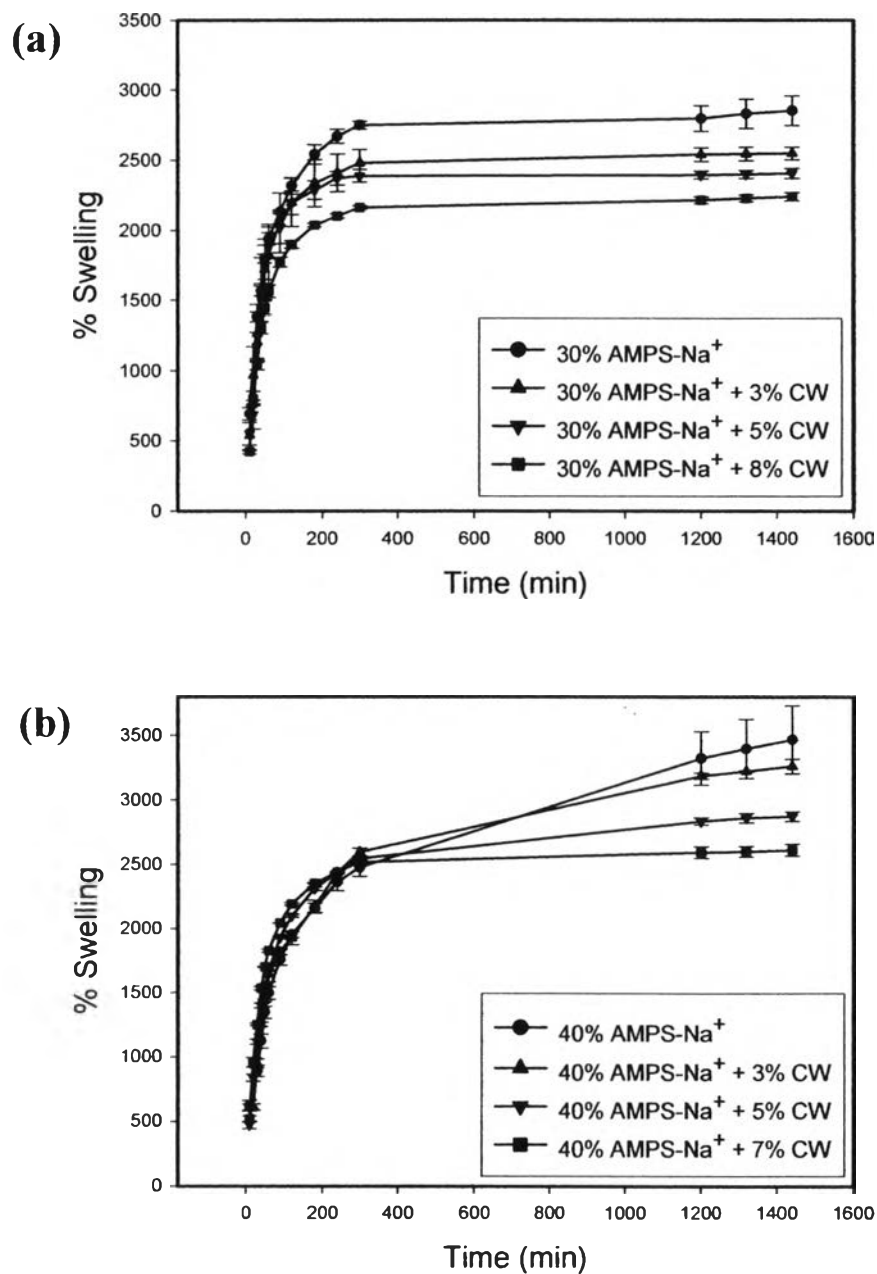 (a)
3500
3000
2500
2000
1500
1000
500
0
% Swelling
30% AMPS-Na+
30% AMPS-Na+ + 3% CW
30% AMPS-Na+ + 5% CW
30% AMPS-Na+ + 8% CW
0 200 400 600 800 1000 1200 1400 1600
Time (min)
(b)
3500
3000
2500
2000
1500
1000
500
0
% Swelling
40% AMPS-Na+
40% AMPS-Na+ + 3% CW
40% AMPS-Na+ + 5% CW
40% AMPS-Na+ + 7% CW
0 200 400 600 800 1000 1200 1400 1600
Time (min)